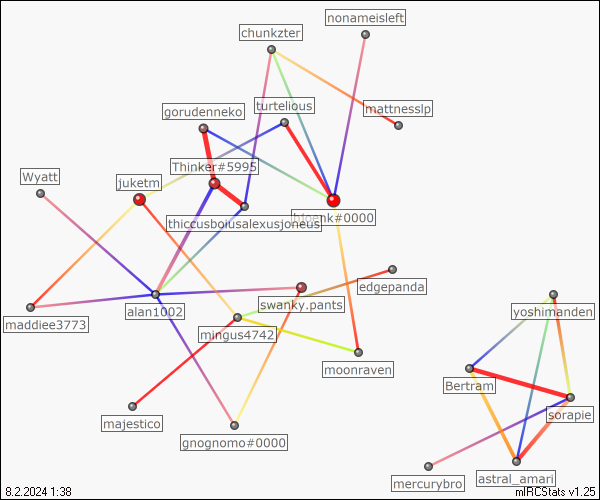 nonameisleft
chunkzter
turtelious
gorudenneko
mattnesslp
Thinker#5995
Wyatt
juketm
thiccusboiusalexusjoneus
#0000
edgepanda
swanky.pants
alan1002
yoshimanden
maddiee3773
mingus4742
moonraven
Bertram
sorapie
majestico
gnognomo#0000
mercurybro
astral_amari
8.2.2024 1:38
mIRCStats v1.25